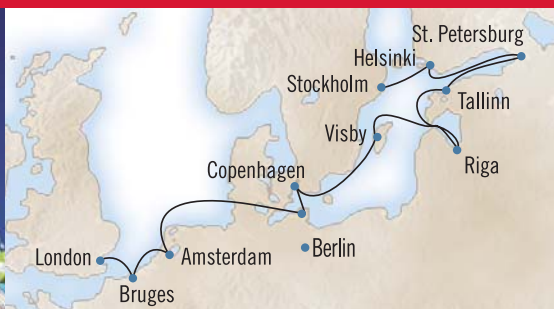 St. Petersburg
Helsinki
Stockholm
Tallinn
Visby
Riga
Copenhagen
London
Amsterdam
Berlin
Bruges